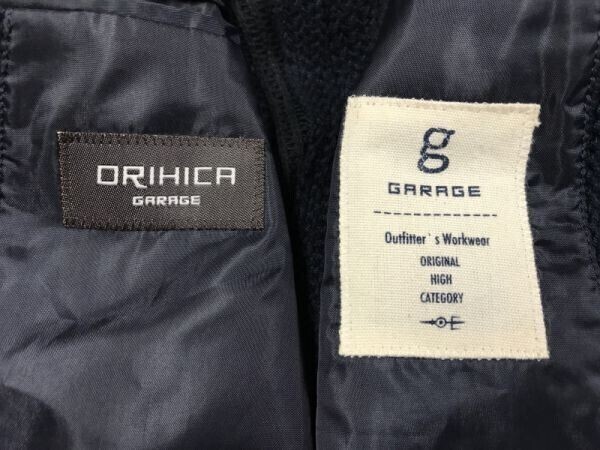 ORIHICA
GARAGE
g
GARAGE
Outfitter's Workwear
ORIGINAL
HIGH
CATEGORY